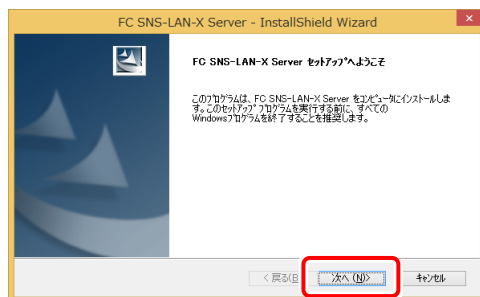 FC SNS-LAN-X Server - InstallShield Wizard
×
FC SNS-LAN-X Server ｾｯﾄｱｯﾌﾟへようこそ
このﾌﾟﾛｸﾞﾗﾑは、FC SNS-LAN-X Server をｺﾝﾋﾟｭｰﾀにｲﾝｽﾄｰﾙしま
す。このｾｯﾄｱｯﾌﾟ ﾌﾟﾛｸﾞﾗﾑを実行する前に、すべての
Windowsﾌﾟﾛｸﾞﾗﾑを終了することを推奨します。
< 戻る(B
次へ (N)>
ｷｬﾝｾﾙ